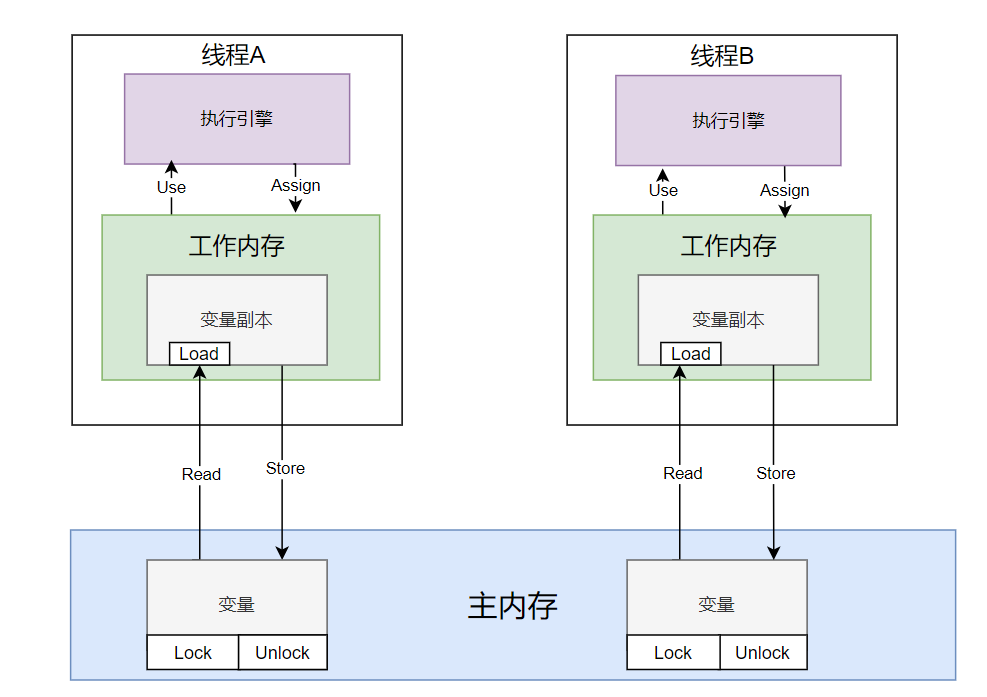 线程A
执行引擎
Use
Assign
工作内存
变量副本
Load
Read
Store
线程B
执行引擎
Use
Assign
工作内存
变量副本
Load
Read
Store
变量
Lock
Unlock
主内存
变量
Lock
Unlock